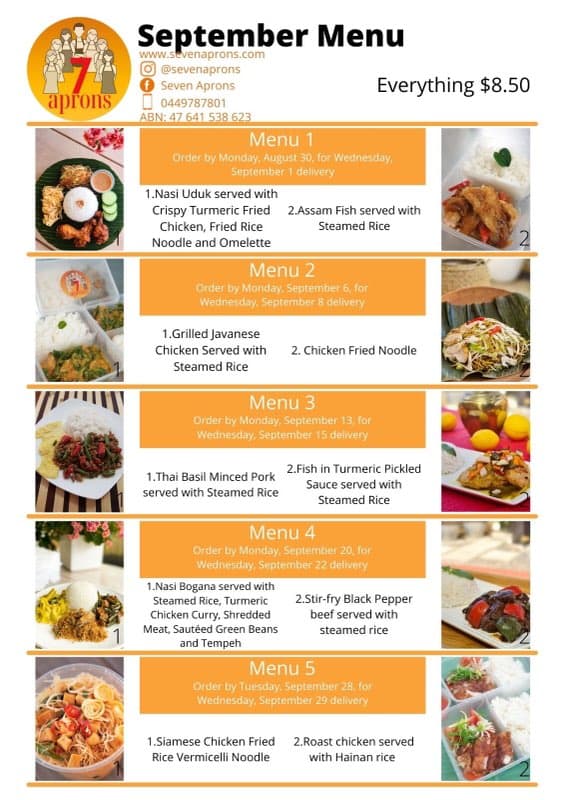 7
aprons
September Menu
www.sevenaprons.com
@sevenaprons
Seven Aprons
0449787801
ABN: 47 641 538 623
Everything $8.50
Menu 1
Order by Monday, August 30, for Wednesday,
September 1 delivery
1.Nasi Uduk served with
Crispy Turmeric Fried
Chicken, Fried Rice
Noodle and Omelette
2.Assam Fish served with
Steamed Rice
1
2
Menu 2
Order by Monday, September 6, for
Wednesday, September 8 delivery
1.Grilled Javanese
Chicken Served with
Steamed Rice
2. Chicken Fried Noodle
1
2
Menu 3
Order by Monday, September 13, for
Wednesday, September 15 delivery
1.Thai Basil Minced Pork
served with Steamed Rice
2.Fish in Turmeric Pickled
Sauce served with
Steamed Rice
1
2
Menu 4
Order by Monday, September 20, for
Wednesday, September 22 delivery
1.Nasi Bogana served with
Steamed Rice, Turmeric
Chicken Curry, Shredded
Meat, Sautéed Green Beans
and Tempeh
2.Stir-fry Black Pepper
beef served with
steamed rice
1
2
Menu 5
Order by Tuesday, September 28, for
Wednesday, September 29 delivery
1.Siamese Chicken Fried
Rice Vermicelli Noodle
2.Roast chicken served
with Hainan rice
1
2